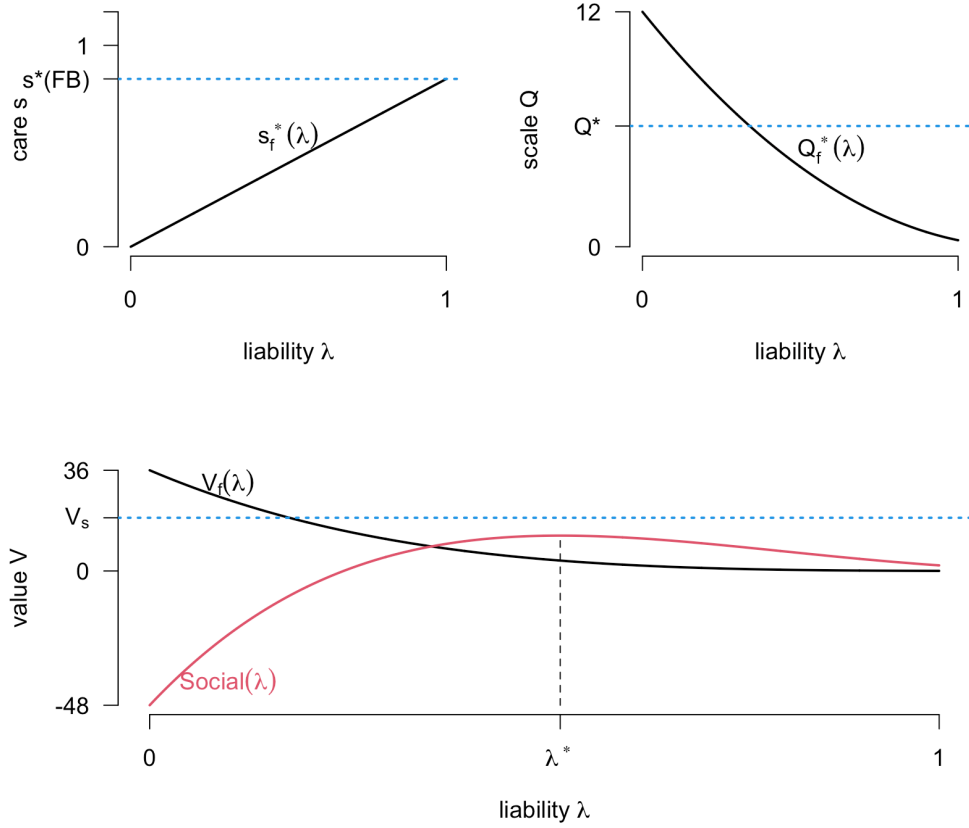 care s
1
s*(FB)
0
s_f^*(λ)
0
1
liability λ
scale Q
12
Q*
0
Q_f^*(λ)
0
1
liability λ
value V
36
V_s
0
-48
V_f(λ)
Social(λ)
0
λ^*
1
liability λ